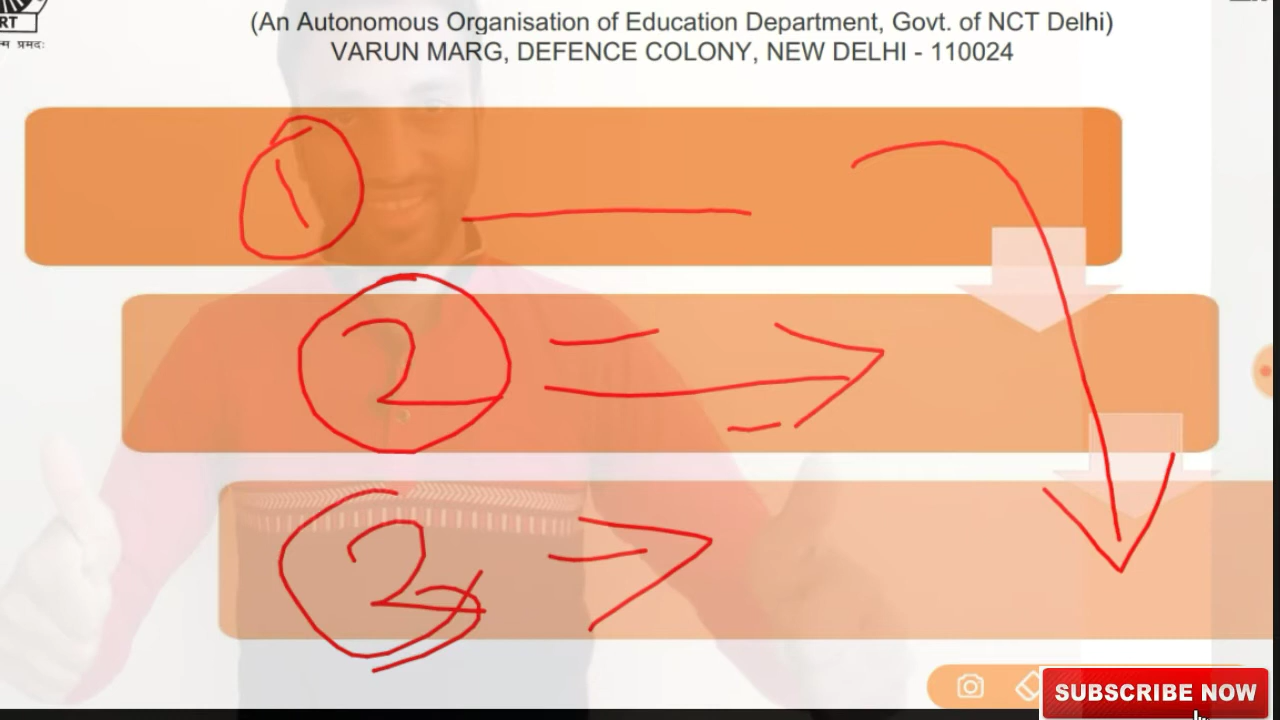 RT
(An Autonomous Organisation of Education Department, Govt. of NCT Delhi)
VARUN MARG, DEFENCE COLONY, NEW DELHI - 110024
1
2
SUBSCRIBE NOW